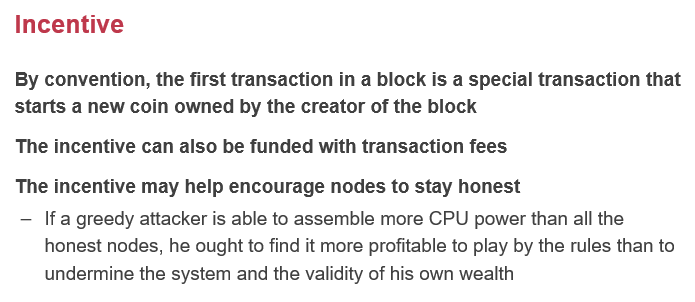 Incentive
By convention, the first transaction in a block is a special transaction that
starts a new coin owned by the creator of the block
The incentive can also be funded with transaction fees
The incentive may help encourage nodes to stay honest
– If a greedy attacker is able to assemble more CPU power than all the
honest nodes, he ought to find it more profitable to play by the rules than to
undermine the system and the validity of his own wealth